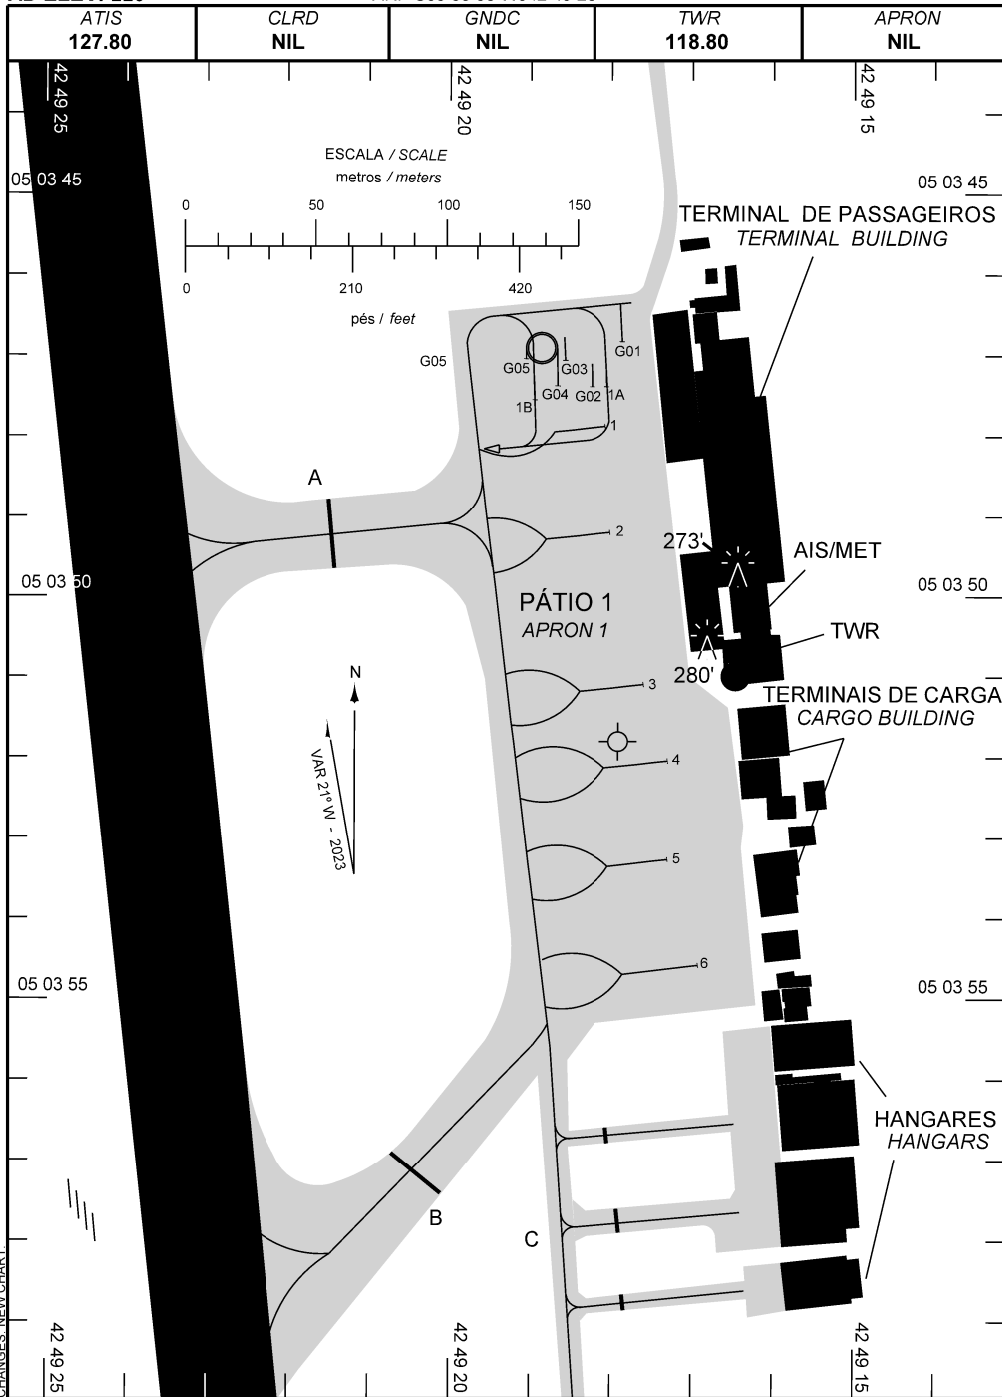 ATIS
127.80
CLRD
NIL
GNDC
NIL
TWR
118.80
APRON
NIL
42 49 25
42 49 20
42 49 15
ESCALA / SCALE
metros / meters
0 50 100 150
0 210 420
pés / feet
05 03 45
05 03 45
TERMINAL DE PASSAGEIROS
TERMINAL BUILDING
G05
G05
G04
G03
G02
G01
1A
1B
1
A
2
273'
AIS/MET
05 03 50
05 03 50
PÁTIO 1
APRON 1
TWR
280'
N
3
TERMINAIS DE CARGA
CARGO BUILDING
VAR 21° W - 2023
4
5
6
05 03 55
05 03 55
HANGARES
HANGARS
B
C
CHANGES: NEW CHART.
42 49 25
42 49 20
42 49 15